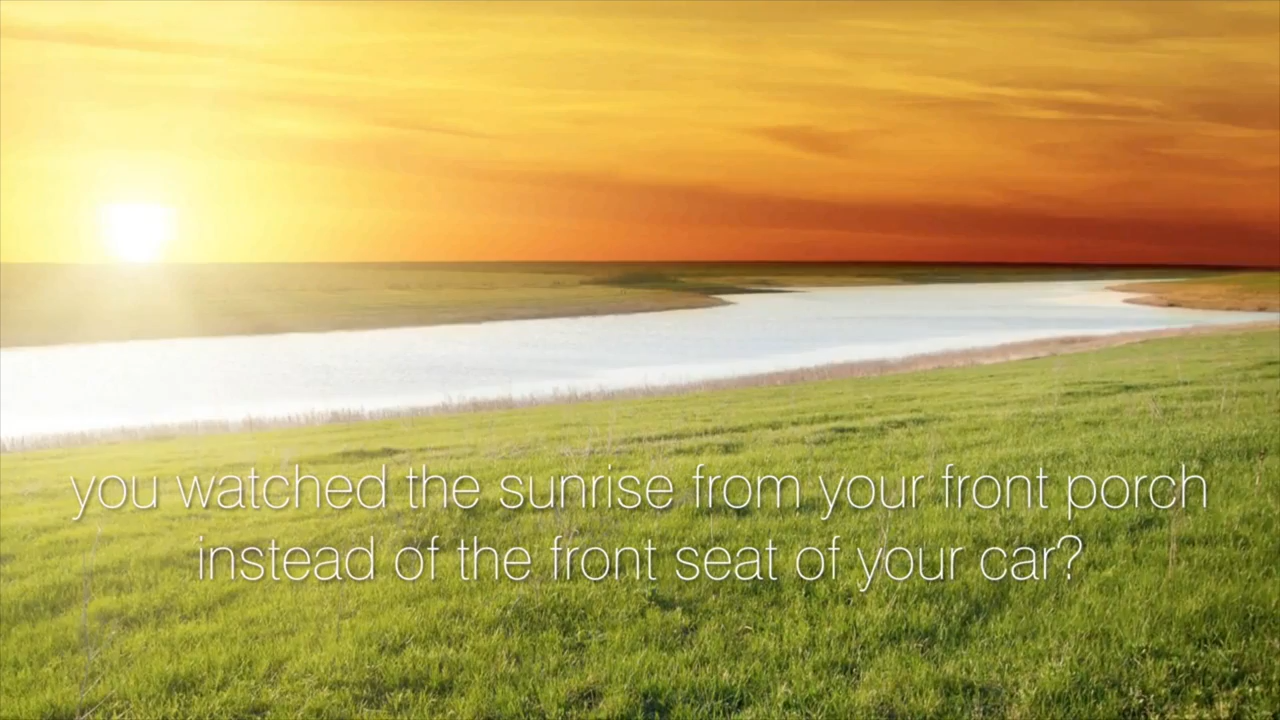 you watched the sunrise from your front porch
instead of the front seat of your car?